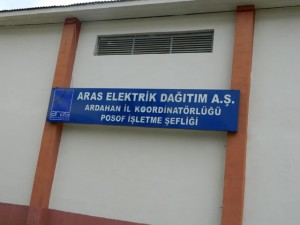 ARAS ELEKTRİK DAĞITIM A.Ş.
ARDAHAN İL KOORDİNATÖRLÜĞÜ
POSOF İŞLETME ŞEFLİĞİ